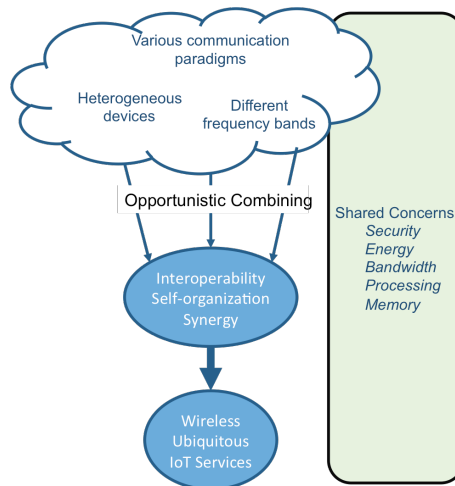 Various communication
paradigms
Heterogeneous
devices
Different
frequency bands
Opportunistic Combining
Interoperability
Self-organization
Synergy
Wireless
Ubiquitous
IoT Services
Shared Concerns
Security
Energy
Bandwidth
Processing
Memory